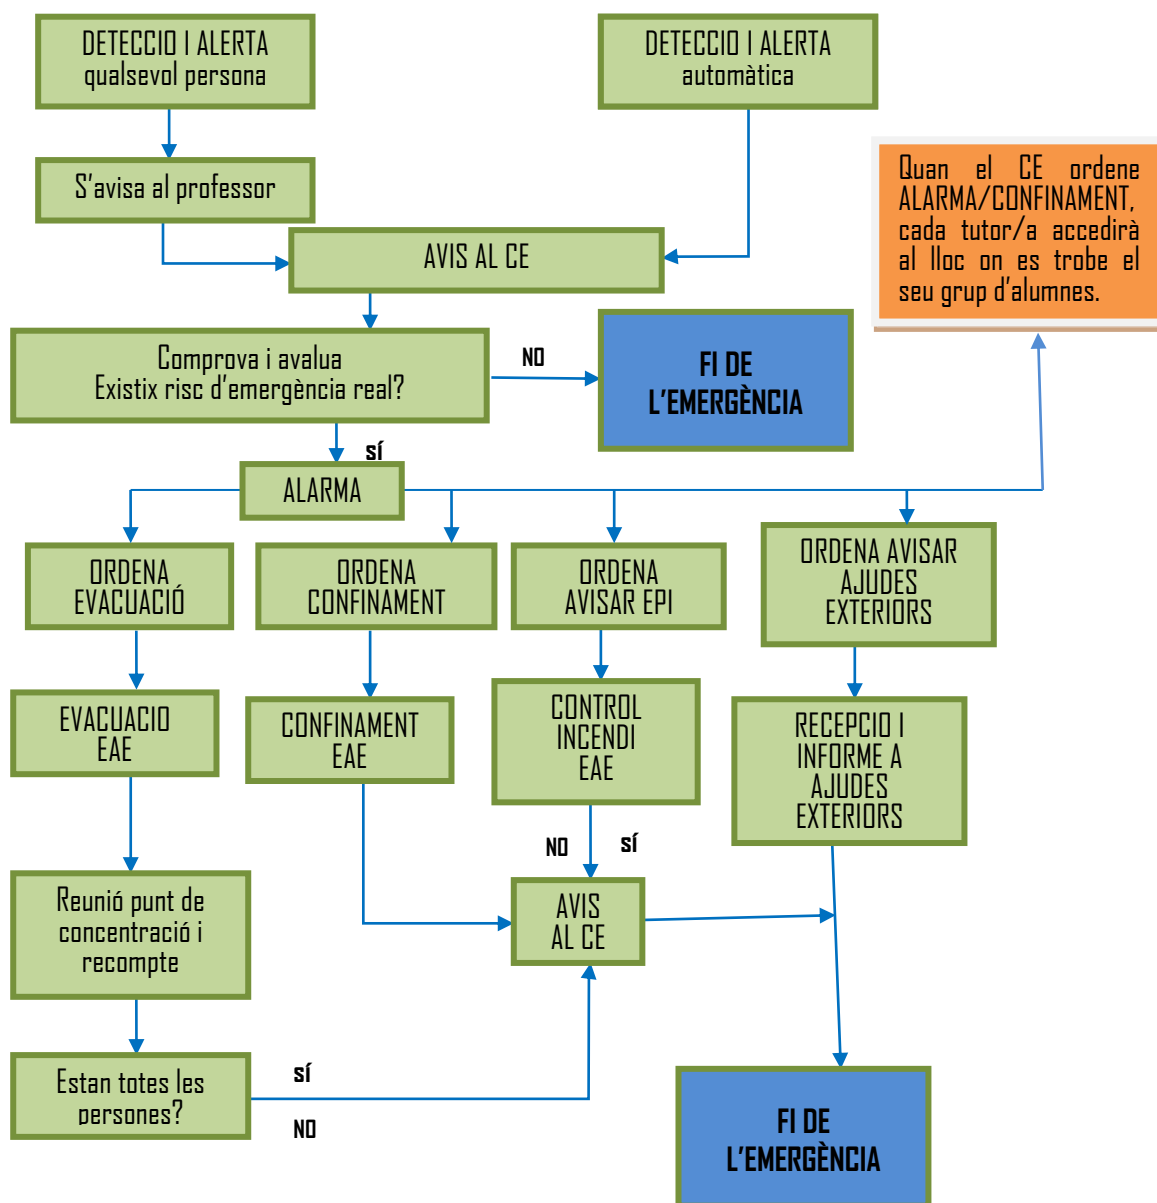 DETECCIO I ALERTA
qualsevol persona
DETECCIO I ALERTA
automàtica
S'avisa al professor
Quan el CE ordene
ALARMA/CONFINAMENT,
cada tutor/a accedirà
al lloc on es trobe el
seu grup d'alumnes.
AVIS AL CE
Comprova i avalua
Existix risc d'emergència real?
NO
FI DE
L'EMERGÈNCIA
SÍ
ALARMA
ORDENA
EVACUACIÓ
ORDENA
CONFINAMENT
ORDENA
AVISAR EPI
ORDENA AVISAR
AJUDES
EXTERIORS
EVACUACIO
EAE
CONFINAMENT
EAE
CONTROL
INCENDI
EAE
RECEPCIO I
INFORME A
AJUDES
EXTERIORS
NO
SÍ
Reunió punt de
concentració i
recompte
AVIS
AL CE
Estan totes les
persones?
SÍ
NO
FI DE
L'EMERGÈNCIA